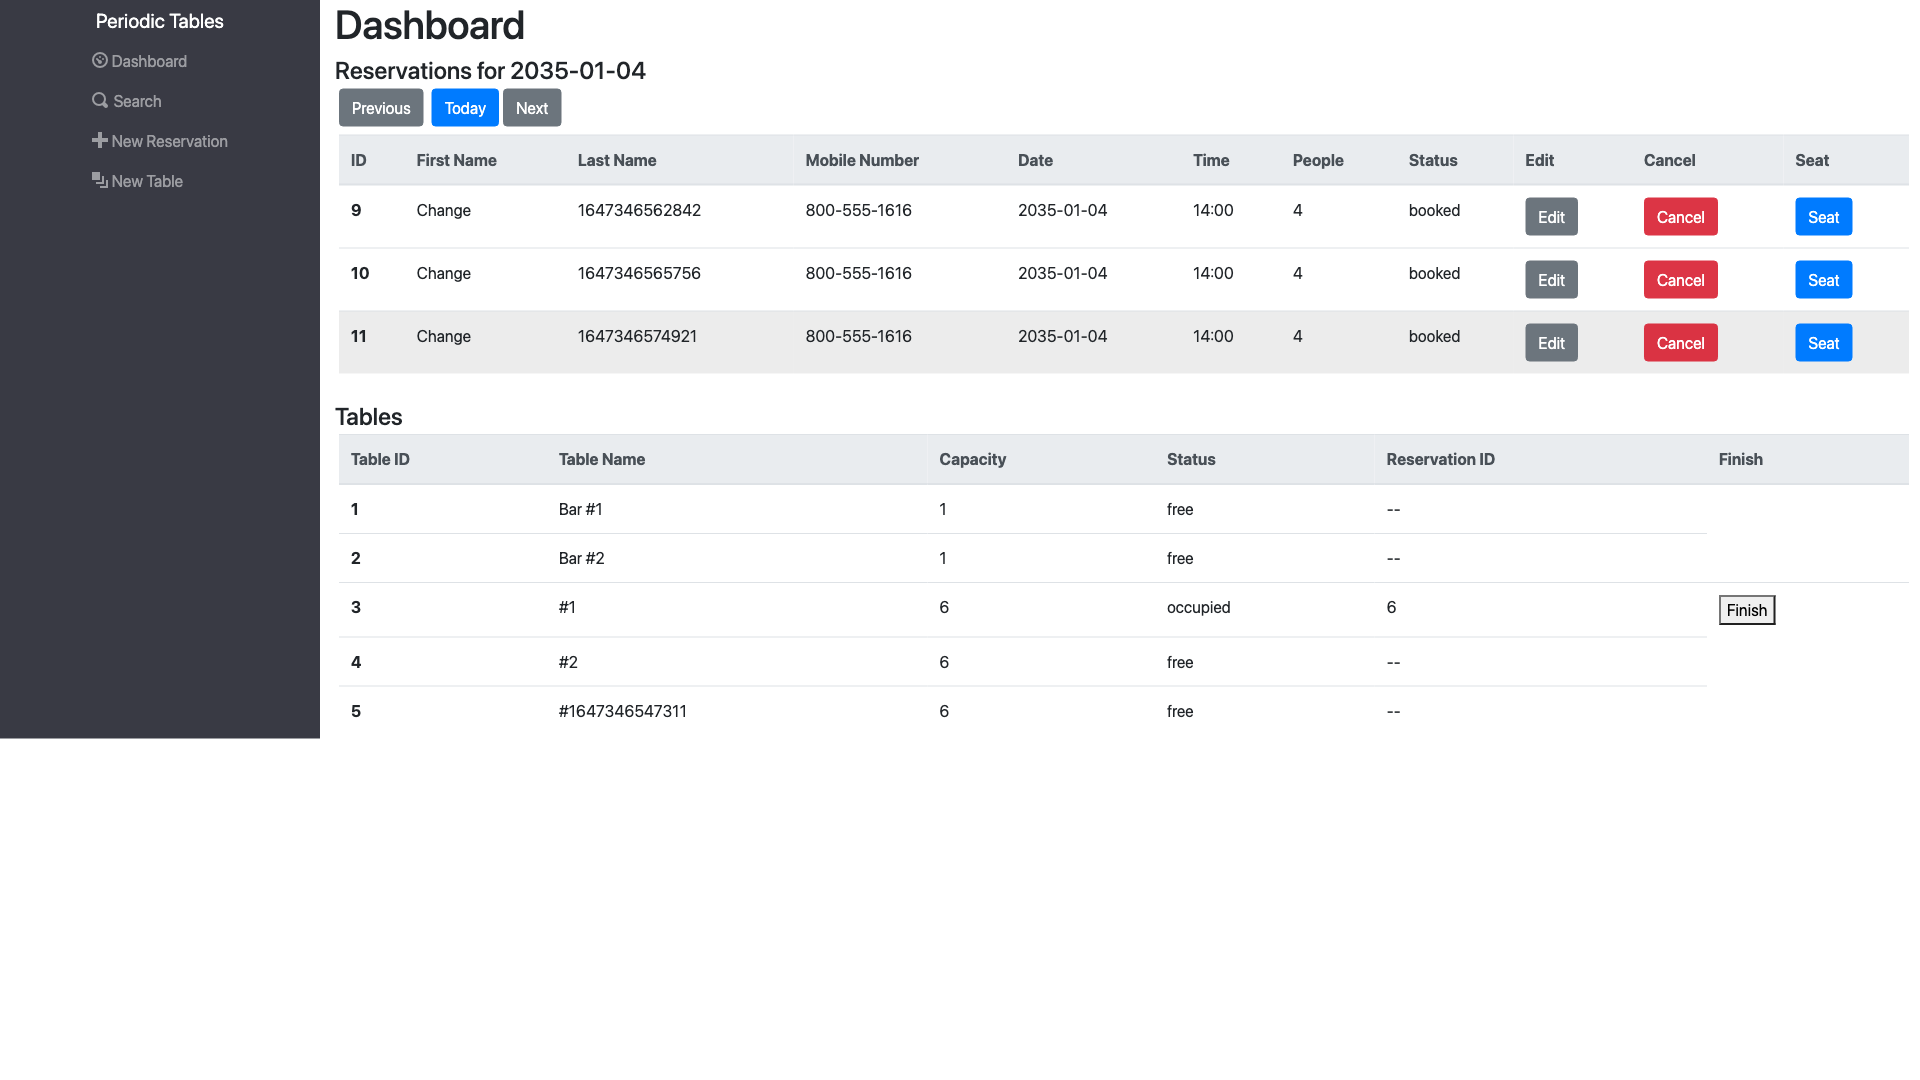 Periodic Tables
Dashboard
Search
New Reservation
New Table
Dashboard
Reservations for 2035-01-04
Previous Today Next
ID First Name Last Name Mobile Number Date Time People Status Edit Cancel Seat
9 Change 1647346562842 800-555-1616 2035-01-04 14:00 4 booked Edit Cancel Seat
10 Change 1647346565756 800-555-1616 2035-01-04 14:00 4 booked Edit Cancel Seat
11 Change 1647346574921 800-555-1616 2035-01-04 14:00 4 booked Edit Cancel Seat
Tables
Table ID Table Name Capacity Status Reservation ID Finish
1 Bar #1 1 free --
2 Bar #2 1 free --
3 #1 6 occupied 6 Finish
4 #2 6 free --
5 #1647346547311 6 free --